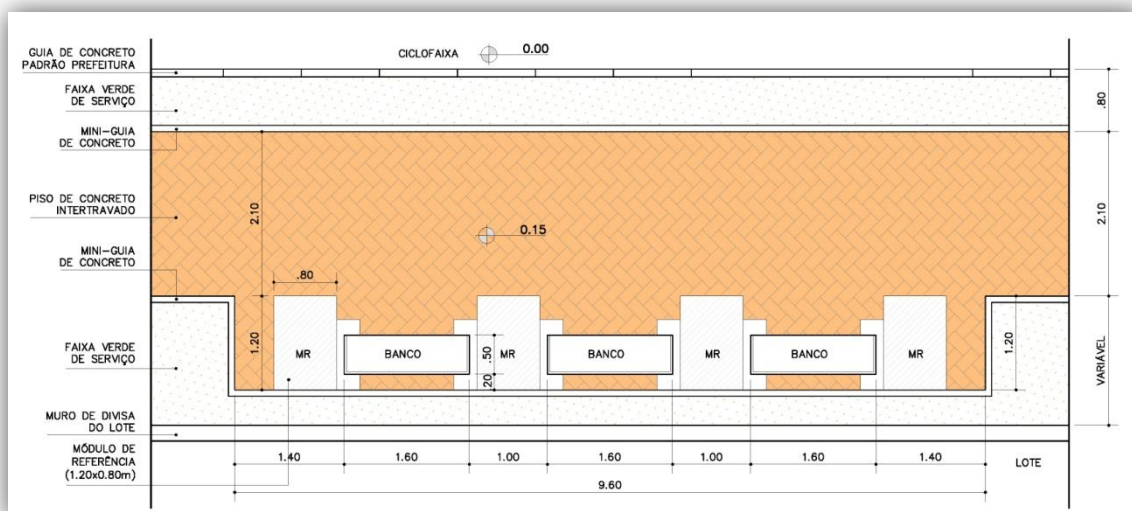 GUIA DE CONCRETO
PADRÃO PREFEITURA
CICLOFAIXA
0.00
FAIXA VERDE
DE SERVIÇO
.80
MINI-GUIA
DE CONCRETO
PISO DE CONCRETO
INTERTRAVADO
2.10
2.10
0.15
MINI-GUIA
DE CONCRETO
.80
FAIXA VERDE
DE SERVIÇO
1.20
MR
BANCO
.50
.20
MR
BANCO
MR
BANCO
MR
1.20
VARIÁVEL
MURO DE DIVISA
DO LOTE
MÓDULO DE
REFERÊNCIA
(1.20x0.80m)
1.40
1.60
1.00
1.60
1.00
1.60
1.40
LOTE
9.60